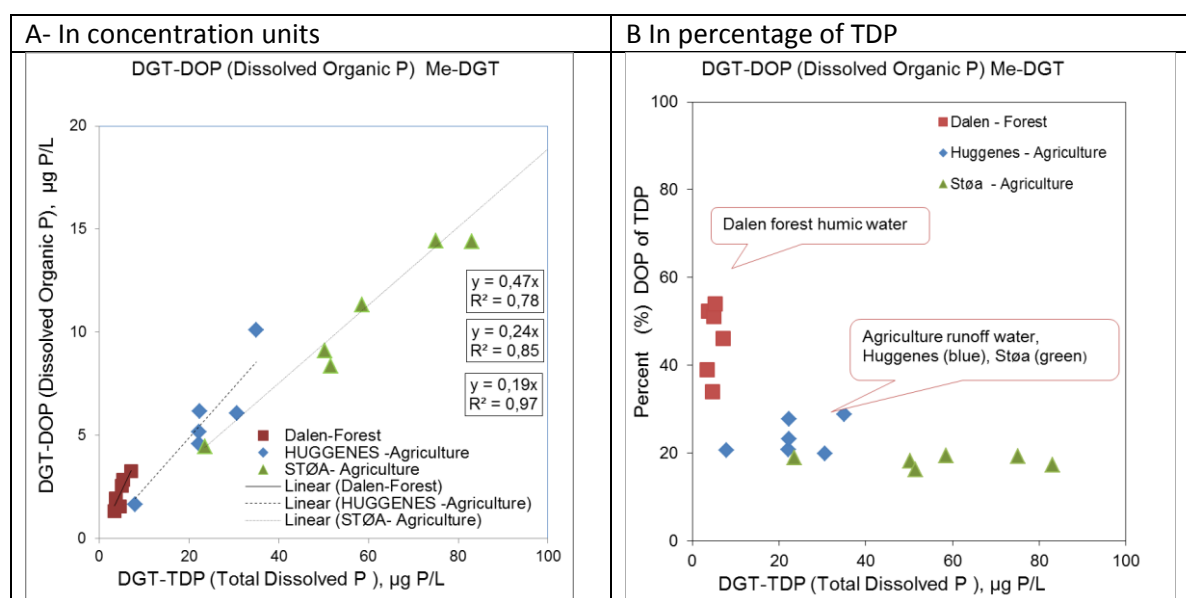 A- In concentration units
DGT-DOP (Dissolved Organic P) Me-DGT
DGT-DOP (Dissolved Organic P), µg P/L
20
15
10
5
0
y = 0,47x
R² = 0,78
y = 0,24x
R² = 0,85
y = 0,19x
R² = 0,97
Dalen-Forest
HUGGENES -Agriculture
STØA- Agriculture
Linear (Dalen-Forest)
Linear (HUGGENES -Agriculture)
Linear (STØA- Agriculture)
0 20 40 60 80 100
DGT-TDP (Total Dissolved P ), µg P/L
B In percentage of TDP
DGT-DOP (Dissolved Organic P) Me-DGT
Percent (%) DOP of TDP
100
80
60
40
20
0
Dalen - Forest
Huggenes - Agriculture
Støa - Agriculture
Dalen forest humic water
Agriculture runoff water,
Huggenes (blue), Støa (green)
0 20 40 60 80 100
DGT-TDP (Total Dissolved P ), µg P/L